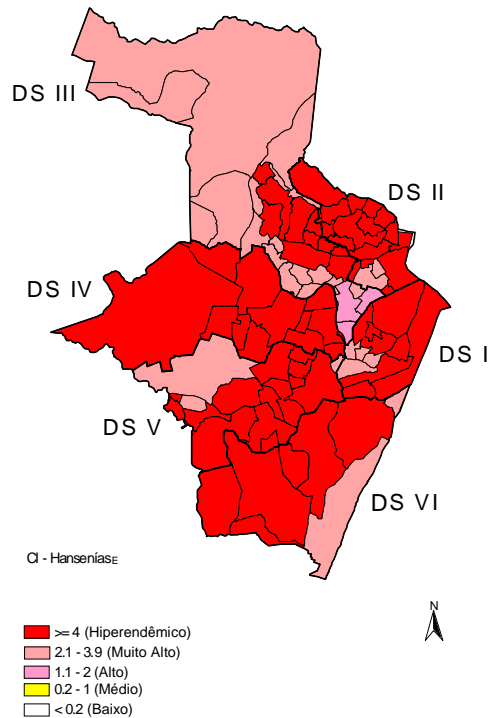 DS III
DS II
DS IV
DS I
DS V
DS VI
CI - HanseníasE
N
>= 4 (Hiperendêmico)
2.1 - 3.9 (Muito Alto)
1.1 - 2 (Alto)
0.2 - 1 (Médio)
< 0.2 (Baixo)